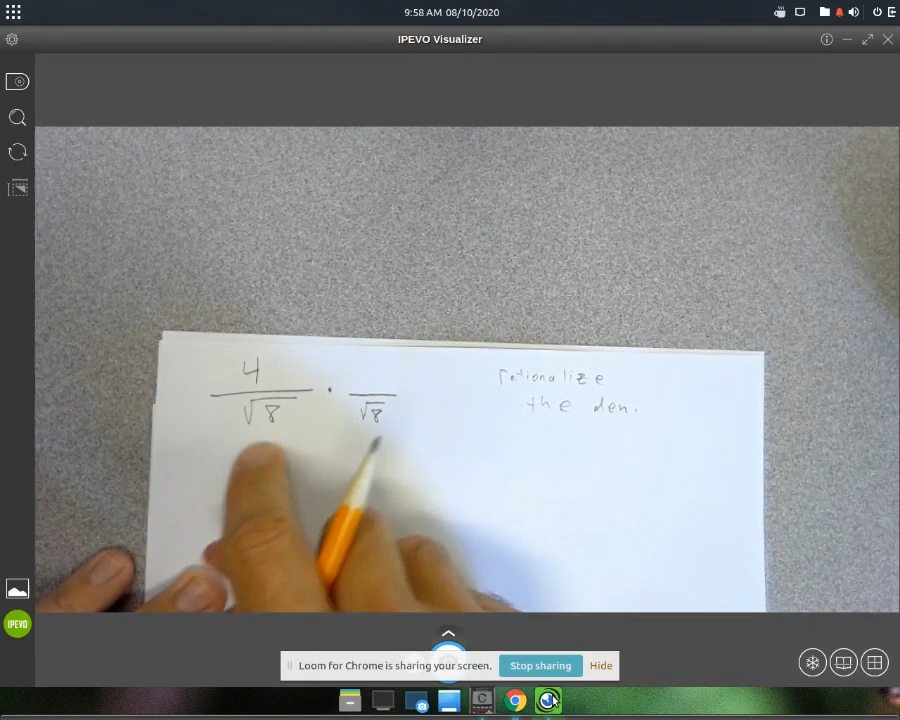 9:58 AM 08/10/2020
IPEVO Visualizer
4
√8
·
√8
rationalize
the den.
IPEVO
Loom for Chrome is sharing your screen.
Stop sharing
Hide